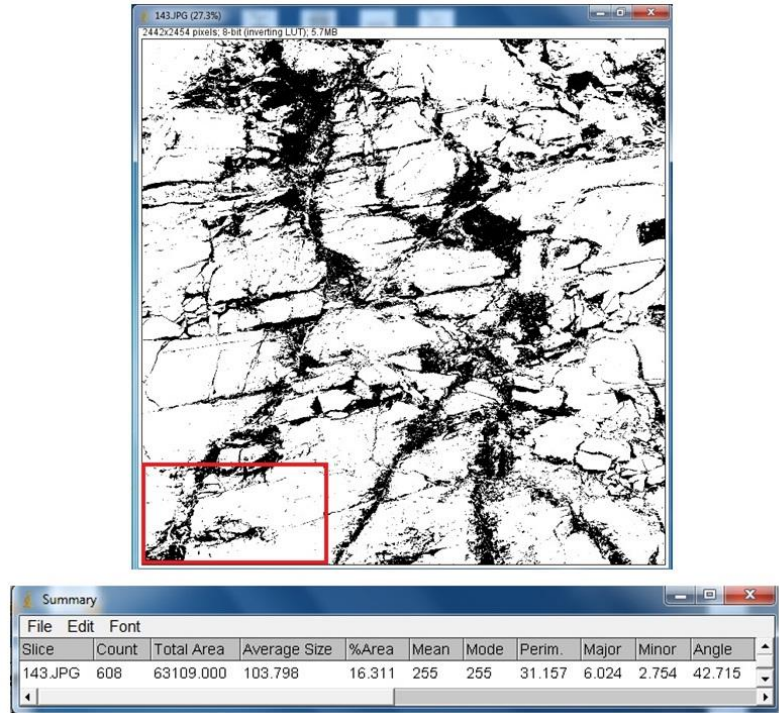 143.JPG (27.3%)
2442x2454 pixels; 8-bit (inverting LUT); 5.7MB
Summary
File Edit Font
Slice Count Total Area Average Size %Area Mean Mode Perim. Major Minor Angle
143.JPG 608 63109.000 103.798 16.311 255 255 31.157 6.024 2.754 42.715